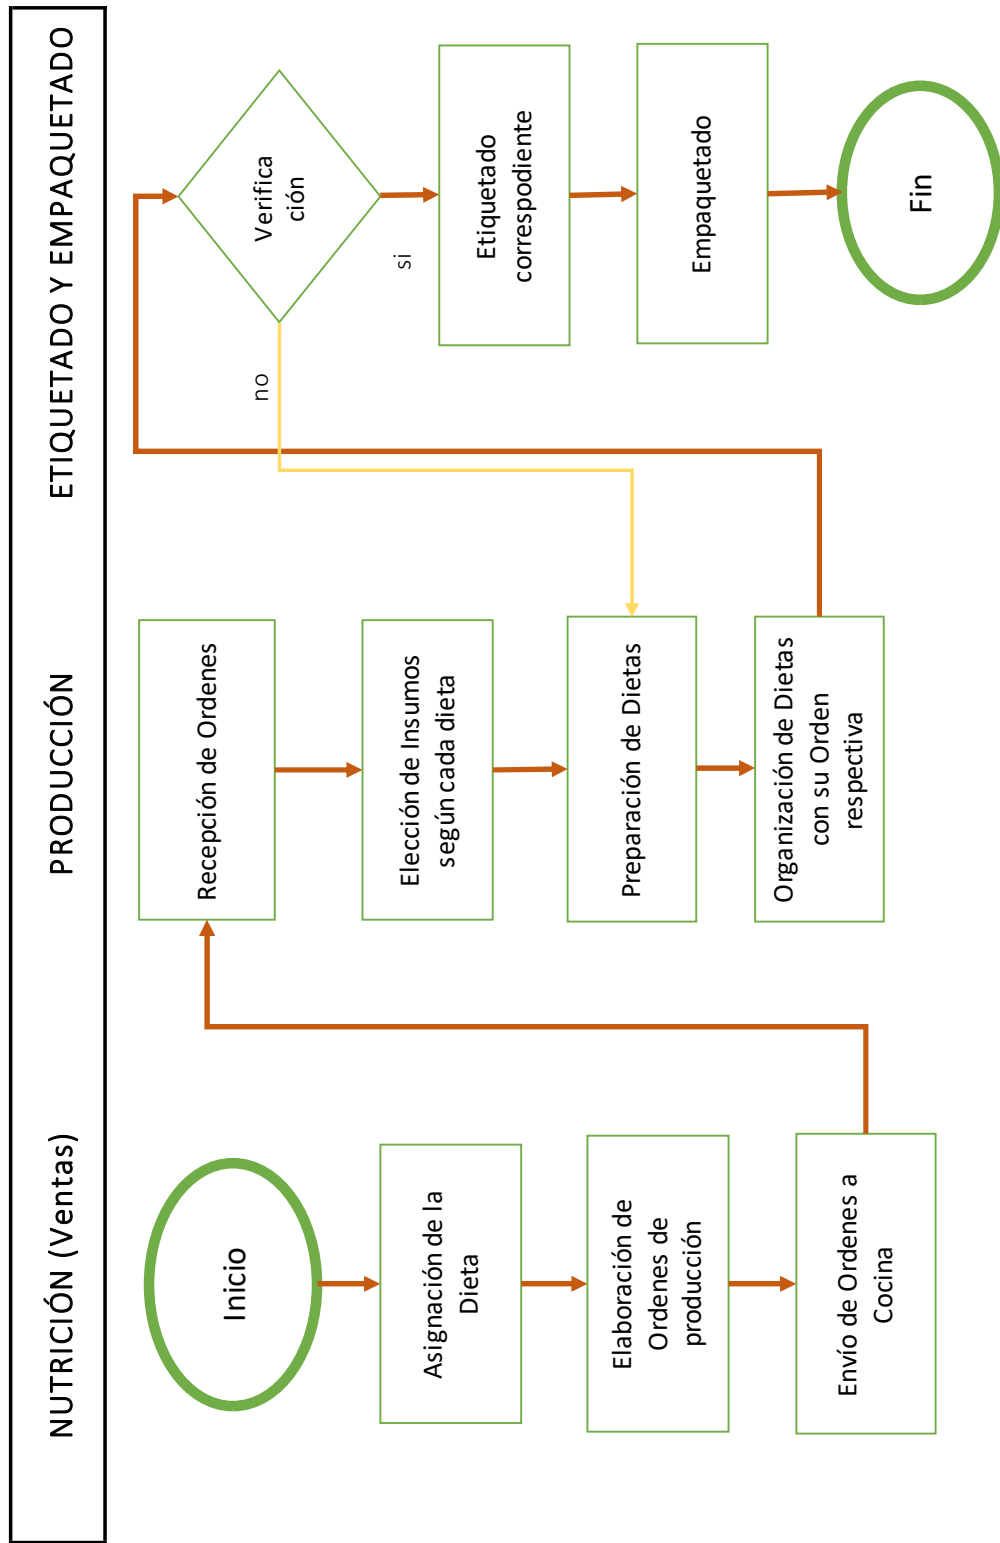 NUTRICIÓN (Ventas)
PRODUCCIÓN
ETIQUETADO Y EMPAQUETADO
Inicio
Asignación de la
Dieta
Elaboración de
Ordenes de
producción
Envío de Ordenes a
Cocina
Recepción de Ordenes
Elección de Insumos
según cada dieta
Preparación de Dietas
Organización de Dietas
con su Orden
respectiva
Verifica
ción
no
si
Etiquetado
correspodiente
Empaquetado
Fin